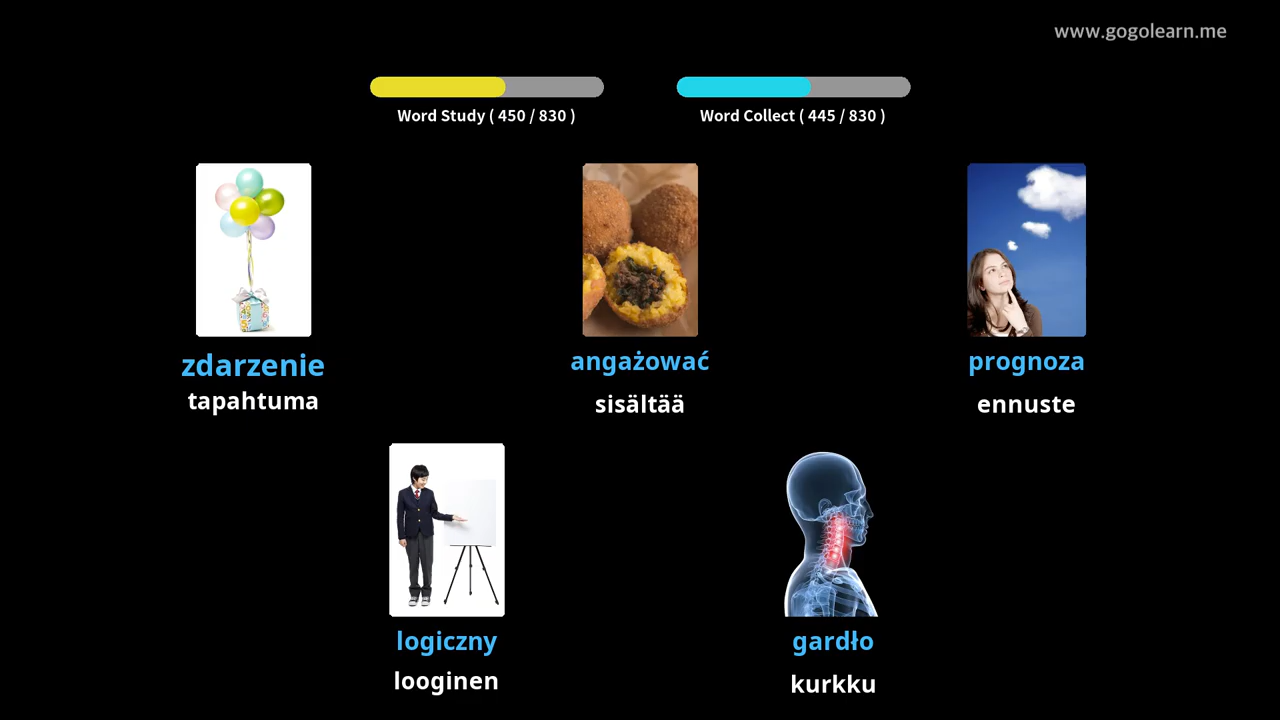 www.gogolearn.me
Word Study ( 450 / 830 )
Word Collect ( 445 / 830 )
zdarzenie
tapahtuma
angażować
sisältää
prognoza
ennuste
logiczny
looginen
gardło
kurkku